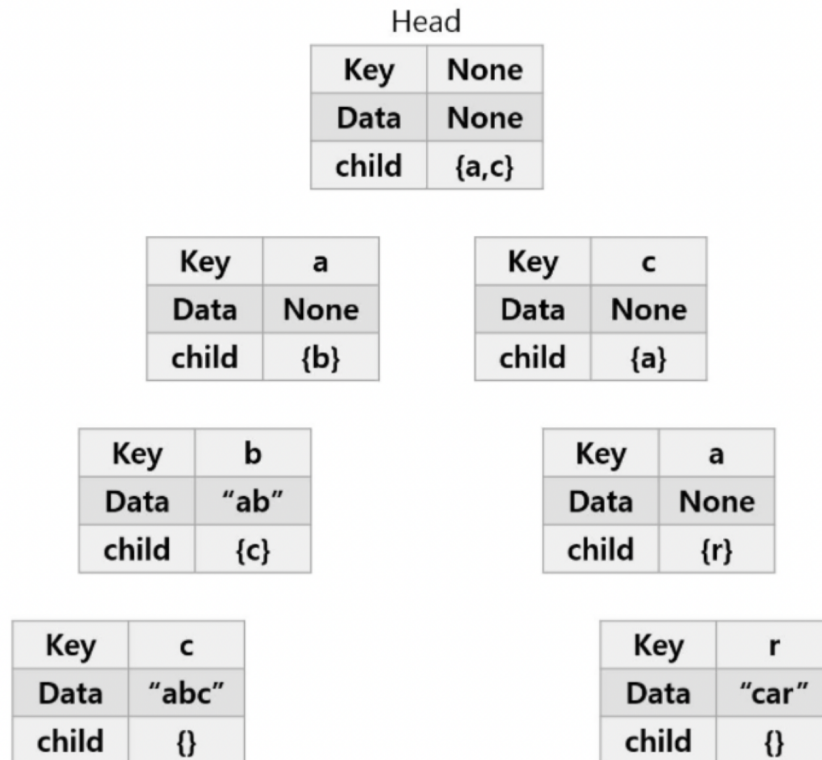 Head
Key None
Data None
child {a,c}
Key a Key c
Data None Data None
child {b} child {a}
Key b Key a
Data “ab” Data None
child {c} child {r}
Key c Key r
Data “abc” Data “car”
child {} child {}